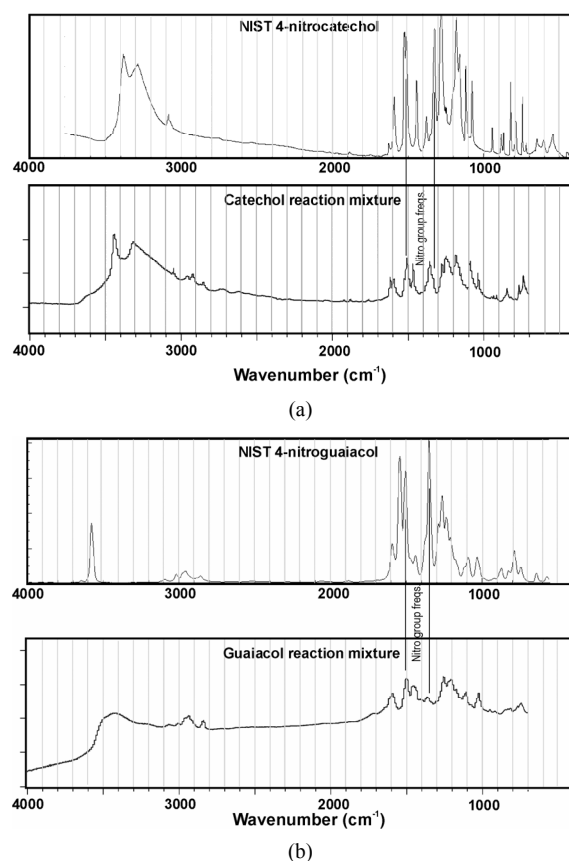 NIST 4-nitrocatechol
4000 3000 2000 1000
Catechol reaction mixture
Nitro group freqs.
4000 3000 2000 1000
Wavenumber (cm-1)
(a)
NIST 4-nitroguaiacol
4000 3000 2000 1000
Nitro group freqs.
Guaiacol reaction mixture
4000 3000 2000 1000
Wavenumber (cm-1)
(b)